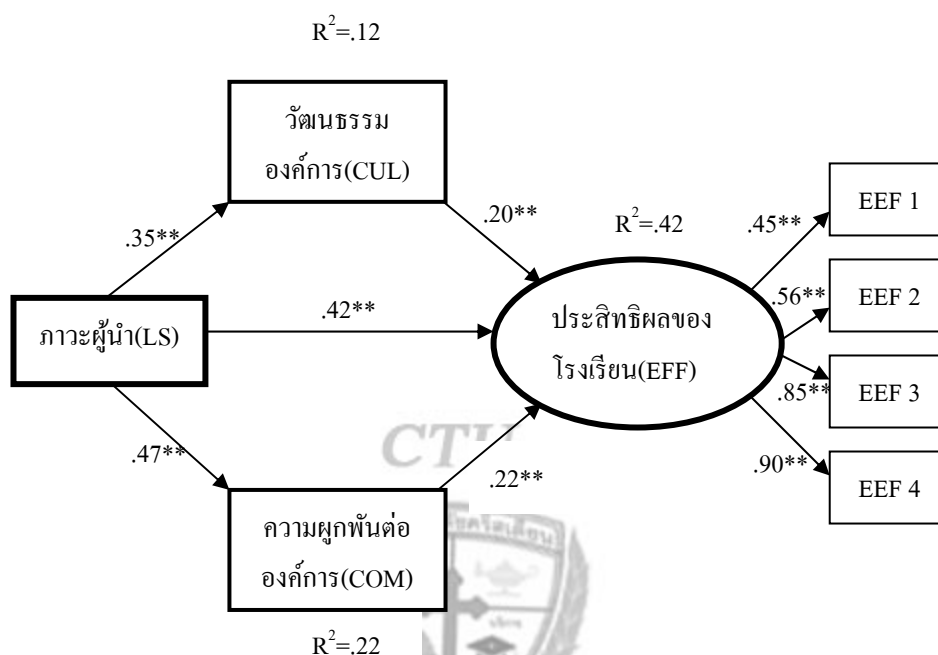 R²=.12
วัฒนธรรม
องค์การ(CUL)
.35**
.20**
R²=.42
ภาวะผู้นำ(LS)
.42**
ประสิทธิผลของ
โรงเรียน(EFF)
.45**
EEF 1
.56**
EEF 2
.85**
EEF 3
.90**
EEF 4
.47**
.22**
ความผูกพันต่อ
องค์การ(COM)
R²=.22